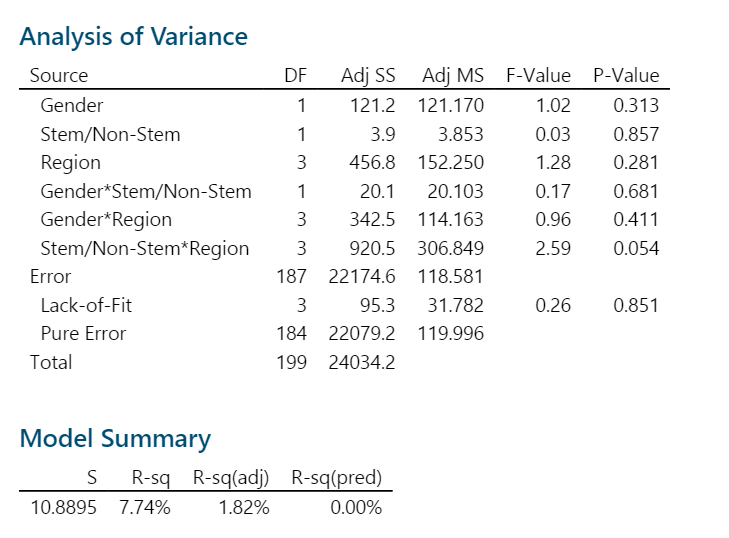 Analysis of Variance
Source DF Adj SS Adj MS F-Value P-Value
Gender 1 121.2 121.170 1.02 0.313
Stem/Non-Stem 1 3.9 3.853 0.03 0.857
Region 3 456.8 152.250 1.28 0.281
Gender*Stem/Non-Stem 1 20.1 20.103 0.17 0.681
Gender*Region 3 342.5 114.163 0.96 0.411
Stem/Non-Stem*Region 3 920.5 306.849 2.59 0.054
Error 187 22174.6 118.581
Lack-of-Fit 3 95.3 31.782 0.26 0.851
Pure Error 184 22079.2 119.996
Total 199 24034.2
Model Summary
S R-sq R-sq(adj) R-sq(pred)
10.8895 7.74% 1.82% 0.00%